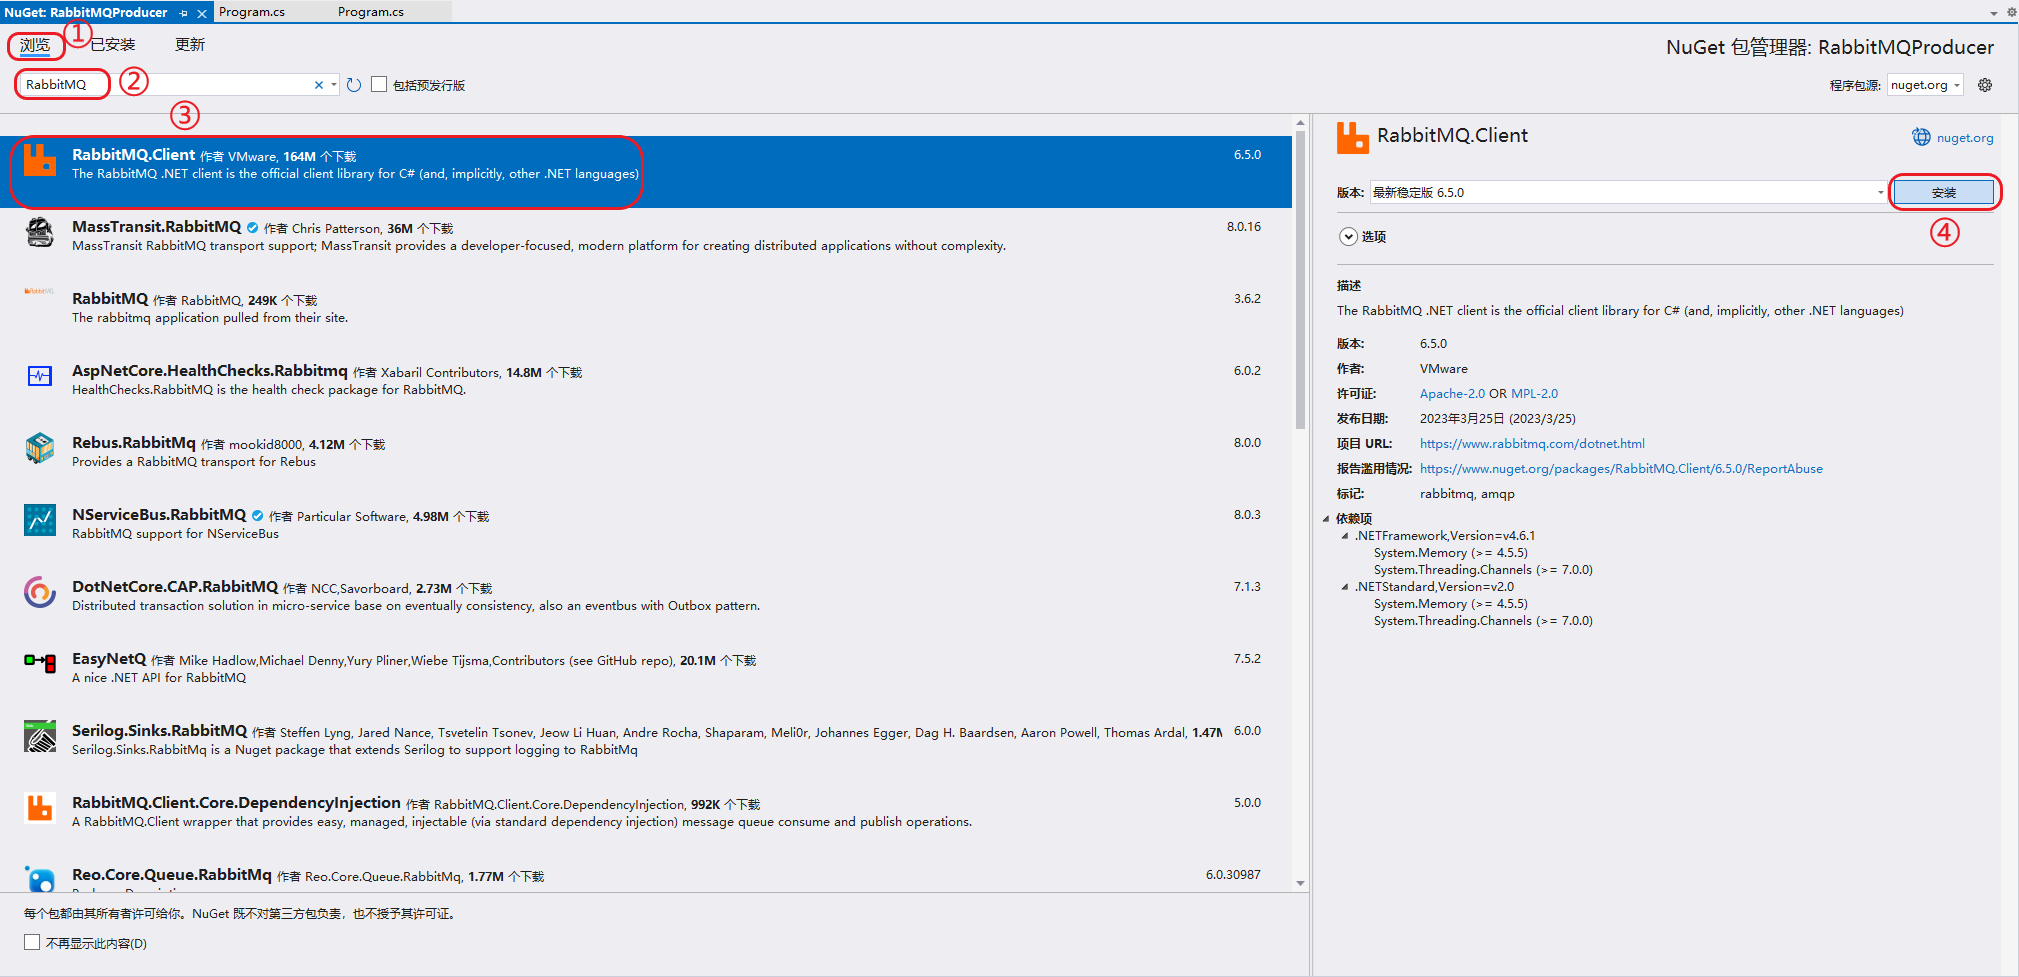 NuGet: RabbitMQProducer
Program.cs
Program.cs
浏览
①
已安装
更新
NuGet 包管理器: RabbitMQProducer
RabbitMQ
②
包括预发行版
程序包源:
nuget.org
③
RabbitMQ.Client 作者 VMware, 164M 个下载
6.5.0
The RabbitMQ .NET client is the official client library for C# (and, implicitly, other .NET languages)
MassTransit.RabbitMQ 作者 Chris Patterson, 36M 个下载
8.0.16
MassTransit RabbitMQ transport support; MassTransit provides a developer-focused, modern platform for creating distributed applications without complexity.
RabbitMQ
RabbitMQ 作者 RabbitMQ, 249K 个下载
3.6.2
The rabbitmq application pulled from their site.
AspNetCore.HealthChecks.Rabbitmq 作者 Xabaril Contributors, 14.8M 个下载
6.0.2
HealthChecks.RabbitMQ is the health check package for RabbitMQ.
Rebus.RabbitMq 作者 mookid8000, 4.12M 个下载
8.0.0
Provides a RabbitMQ transport for Rebus
NServiceBus.RabbitMQ 作者 Particular Software, 4.98M 个下载
8.0.3
RabbitMQ support for NServiceBus
DotNetCore.CAP.RabbitMQ 作者 NCC,Savorboard, 2.73M 个下载
7.1.3
Distributed transaction solution in micro-service base on eventually consistency, also an eventbus with Outbox pattern.
EasyNetQ 作者 Mike Hadlow,Michael Denny,Yury Pliner,Wiebe Tijsma,Contributors (see GitHub repo), 20.1M 个下载
7.5.2
A nice .NET API for RabbitMQ
Serilog.Sinks.RabbitMQ 作者 Steffen Lyng, Jared Nance, Tsvetelin Tsonev, Jeow Li Huan, Andre Rocha, Shaparam, Meli0r, Johannes Egger, Dag H. Baardsen, Aaron Powell, Thomas Ardal, 1.47M
6.0.0
Serilog.Sinks.RabbitMq is a Nuget package that extends Serilog to support logging to RabbitMq
RabbitMQ.Client.Core.DependencyInjection 作者 RabbitMQ.Client.Core.DependencyInjection, 992K 个下载
5.0.0
A RabbitMQ.Client wrapper that provides easy, managed, injectable (via standard dependency injection) message queue consume and publish operations.
Reo.Core.Queue.RabbitMq 作者 Reo.Core.Queue.RabbitMq, 1.77M 个下载
6.0.30987
每个包都由其所有者许可给你。NuGet 既不对第三方包负责，也不授予其许可证。
不再显示此内容(D)
RabbitMQ.Client
nuget.org
版本:
最新稳定版 6.5.0
安装
④
选项
描述
The RabbitMQ .NET client is the official client library for C# (and, implicitly, other .NET languages)
版本: 6.5.0
作者: VMware
许可证: Apache-2.0 OR MPL-2.0
发布日期: 2023年3月25日 (2023/3/25)
项目 URL: https://www.rabbitmq.com/dotnet.html
报告滥用情况: https://www.nuget.org/packages/RabbitMQ.Client/6.5.0/ReportAbuse
标记: rabbitmq, amqp
依赖项
.NETFramework,Version=v4.6.1
System.Memory (>= 4.5.5)
System.Threading.Channels (>= 7.0.0)
.NETStandard,Version=v2.0
System.Memory (>= 4.5.5)
System.Threading.Channels (>= 7.0.0)